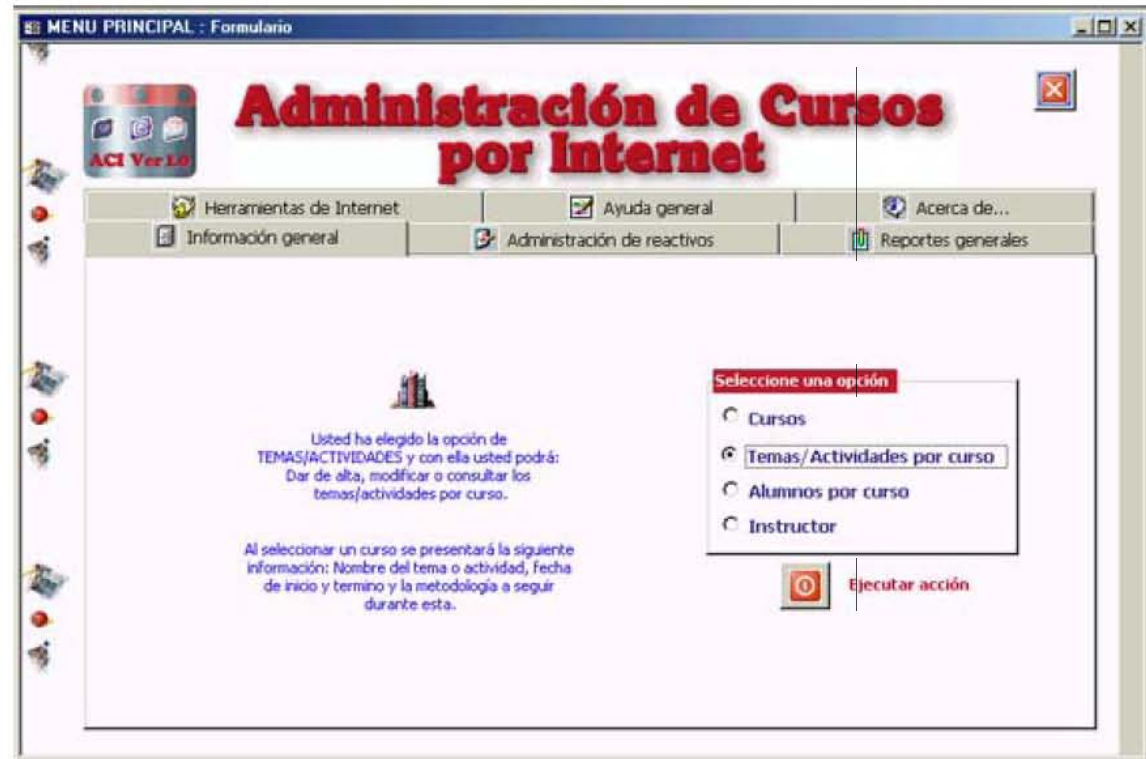 MENU PRINCIPAL : Formulario
Administración de Cursos
por Internet
ACI Ver 1.0
Herramientas de Internet
Ayuda general
Acerca de...
Información general
Administración de reactivos
Reportes generales
Usted ha elegido la opción de
TEMAS/ACTIVIDADES y con ella usted podrá:
Dar de alta, modificar o consultar los
temas/actividades por curso.
Al seleccionar un curso se presentará la siguiente
información: Nombre del tema o actividad, fecha
de inicio y termino y la metodología a seguir
durante esta.
Seleccione una opción
Cursos
Temas/Actividades por curso
Alumnos por curso
Instructor
Ejecutar acción